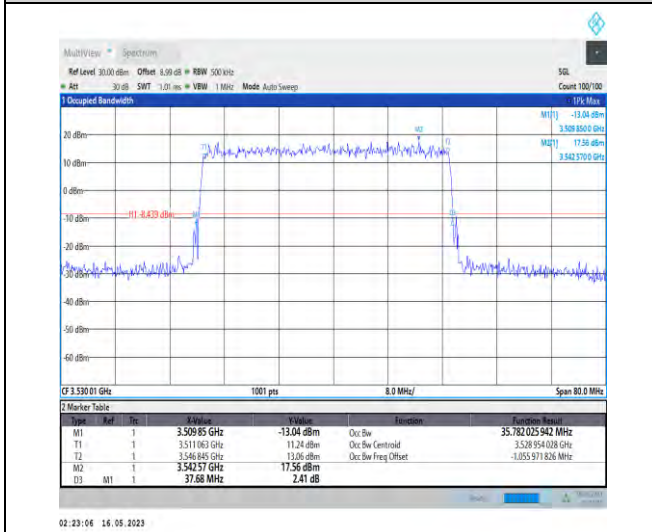 MultiView Spectrum
Ref Level 30.00 dBm Offset 8.99 dB RBW 500 kHz SGL
Att 30 dB SWT 1.01 ms VBW 1 MHz Mode Auto Sweep Count 100/100
1 Occupied Bandwidth 1Pk Max
M1[1] -13.04 dBm
3.509 8500 GHz
M2[1] 17.56 dBm
3.542 5700 GHz
20 dBm
M2
T1
T2
10 dBm
0 dBm
-10 dBm
H1 -8.439 dBm
M1
D3
-20 dBm
-30 dBm
-40 dBm
-50 dBm
-60 dBm
CF 3.530 01 GHz 1001 pts 8.0 MHz/ Span 80.0 MHz
2 Marker Table
Type Ref Trc X-Value Y-Value Function Function Result
M1 1 3.509 85 GHz -13.04 dBm Occ Bw 35.782 025 942 MHz
T1 1 3.511 063 GHz 11.24 dBm Occ Bw Centroid 3.528 954 028 GHz
T2 1 3.546 845 GHz 13.06 dBm Occ Bw Freq Offset -1.055 971 826 MHz
M2 1 3.542 57 GHz 17.56 dBm
D3 M1 1 37.68 MHz 2.41 dB
02:23:06 16.05.2023